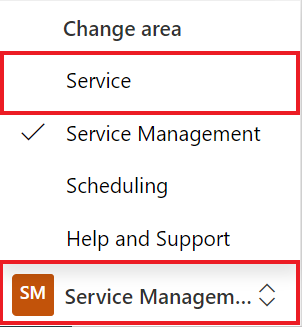 Change area
Service
Service Management
Scheduling
Help and Support
SM Service Managem...